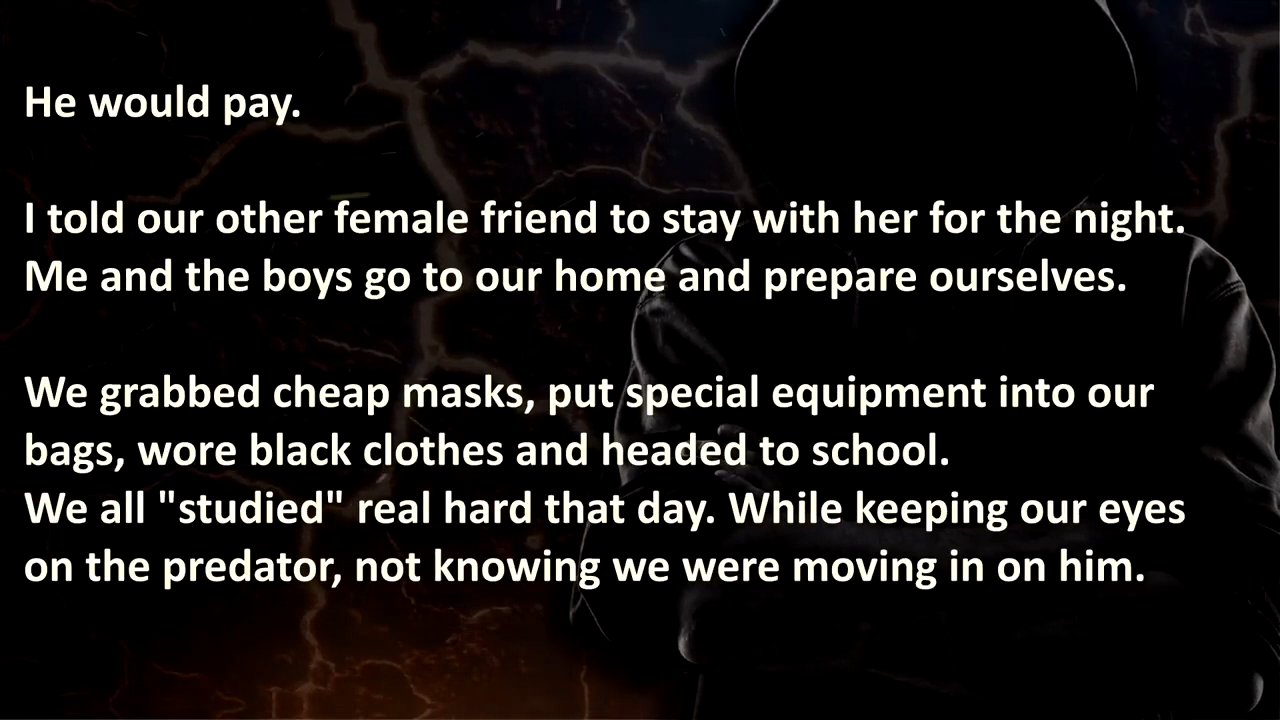 He would pay.
I told our other female friend to stay with her for the night.
Me and the boys go to our home and prepare ourselves.
We grabbed cheap masks, put special equipment into our
bags, wore black clothes and headed to school.
We all "studied" real hard that day. While keeping our eyes
on the predator, not knowing we were moving in on him.